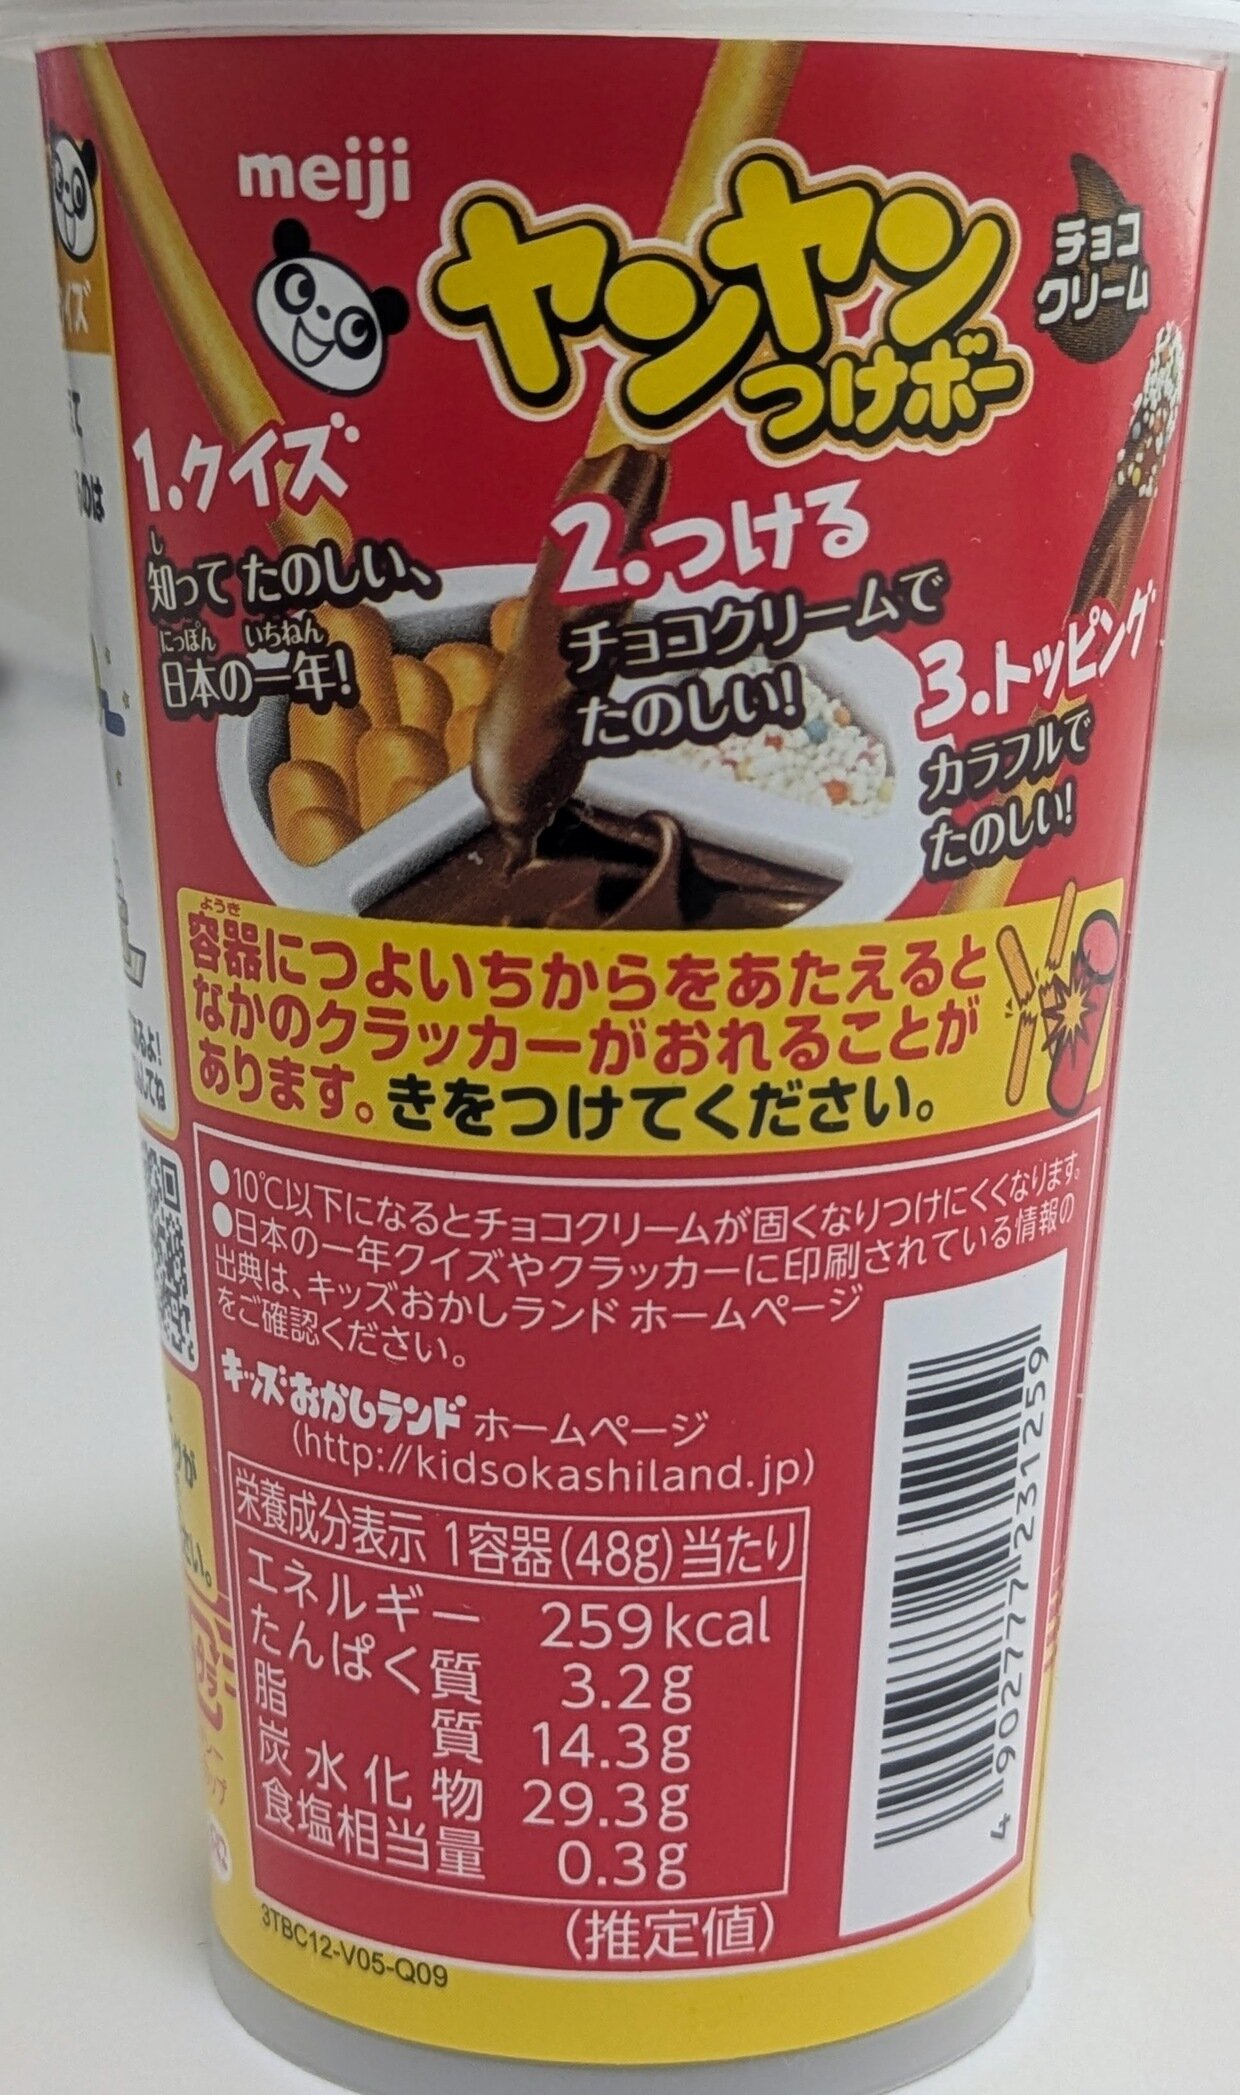 meiji
ヤンヤン
つけボー
チョコ
クリーム
1.クイズ
し
知って たのしい、
にっぽん いちねん
日本の一年!
2.つける
チョコクリームで
たのしい!
3.トッピング
カラフルで
たのしい!
ようき
容器につよいちからをあたえると
なかのクラッカーがおれることが
あります。きをつけてください。
●10℃以下になるとチョコクリームが固くなりつけにくくなります。
●日本の一年クイズやクラッカーに印刷されている情報の
出典は、キッズおかしランド ホームページ
をご確認ください。
キッズおかしランド ホームページ
(http://kidsokashiland.jp)
栄養成分表示 1容器(48g)当たり
エネルギー 259kcal
たんぱく質 3.2g
脂質 14.3g
炭水化物 29.3g
食塩相当量 0.3g
(推定値)
4902777231259
3TBC12-V05-Q09